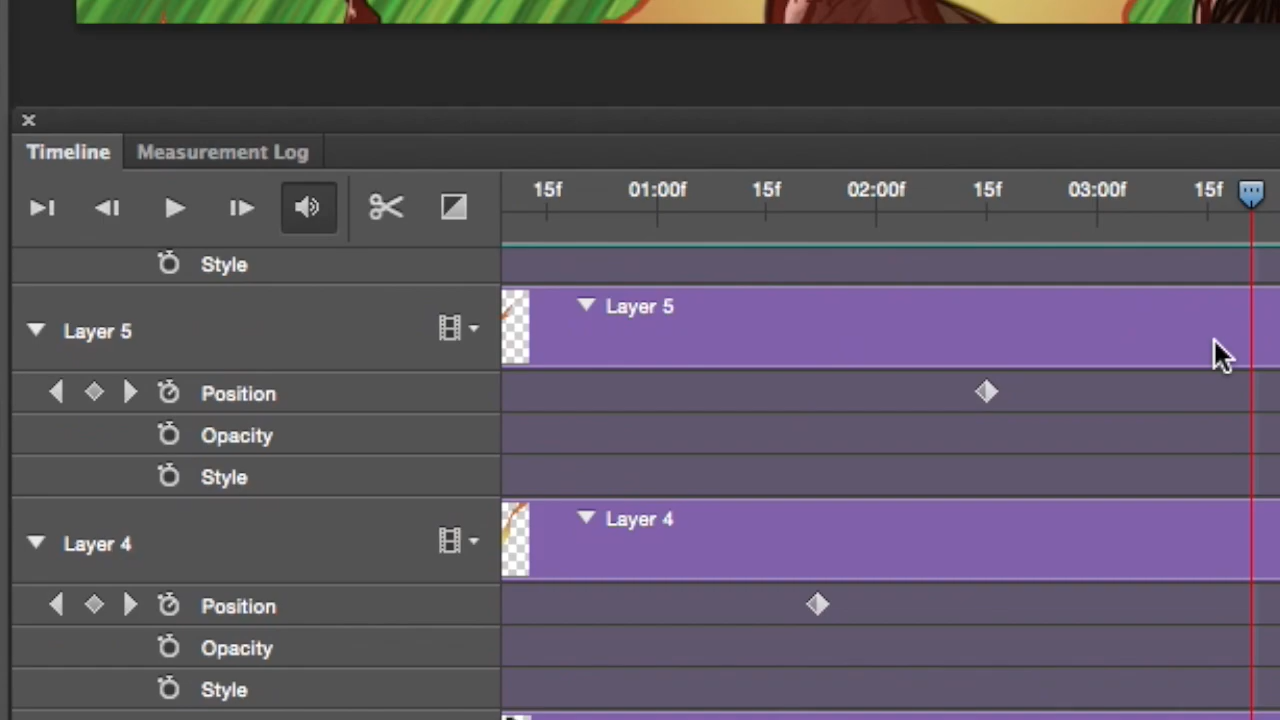 Timeline Measurement Log
15f 01:00f 15f 02:00f 15f 03:00f 15f
Style
Layer 5 Layer 5
Position
Opacity
Style
Layer 4 Layer 4
Position
Opacity
Style